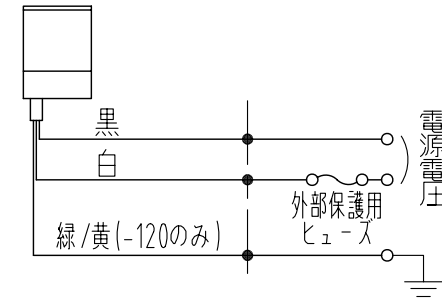 黒
白
電源電圧
外部保護用
ヒューズ
緑/黄(-120のみ)